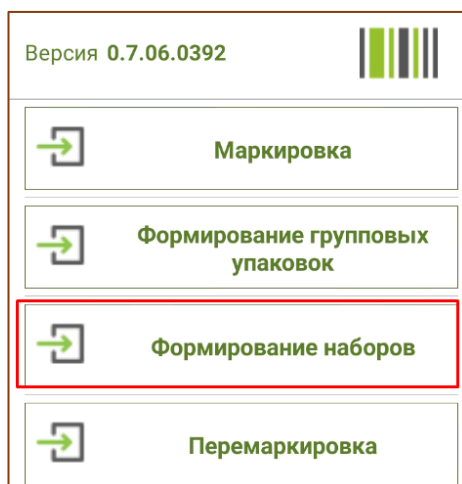 Версия 0.7.06.0392
Маркировка
Формирование групповых
упаковок
Формирование наборов
Перемаркировка